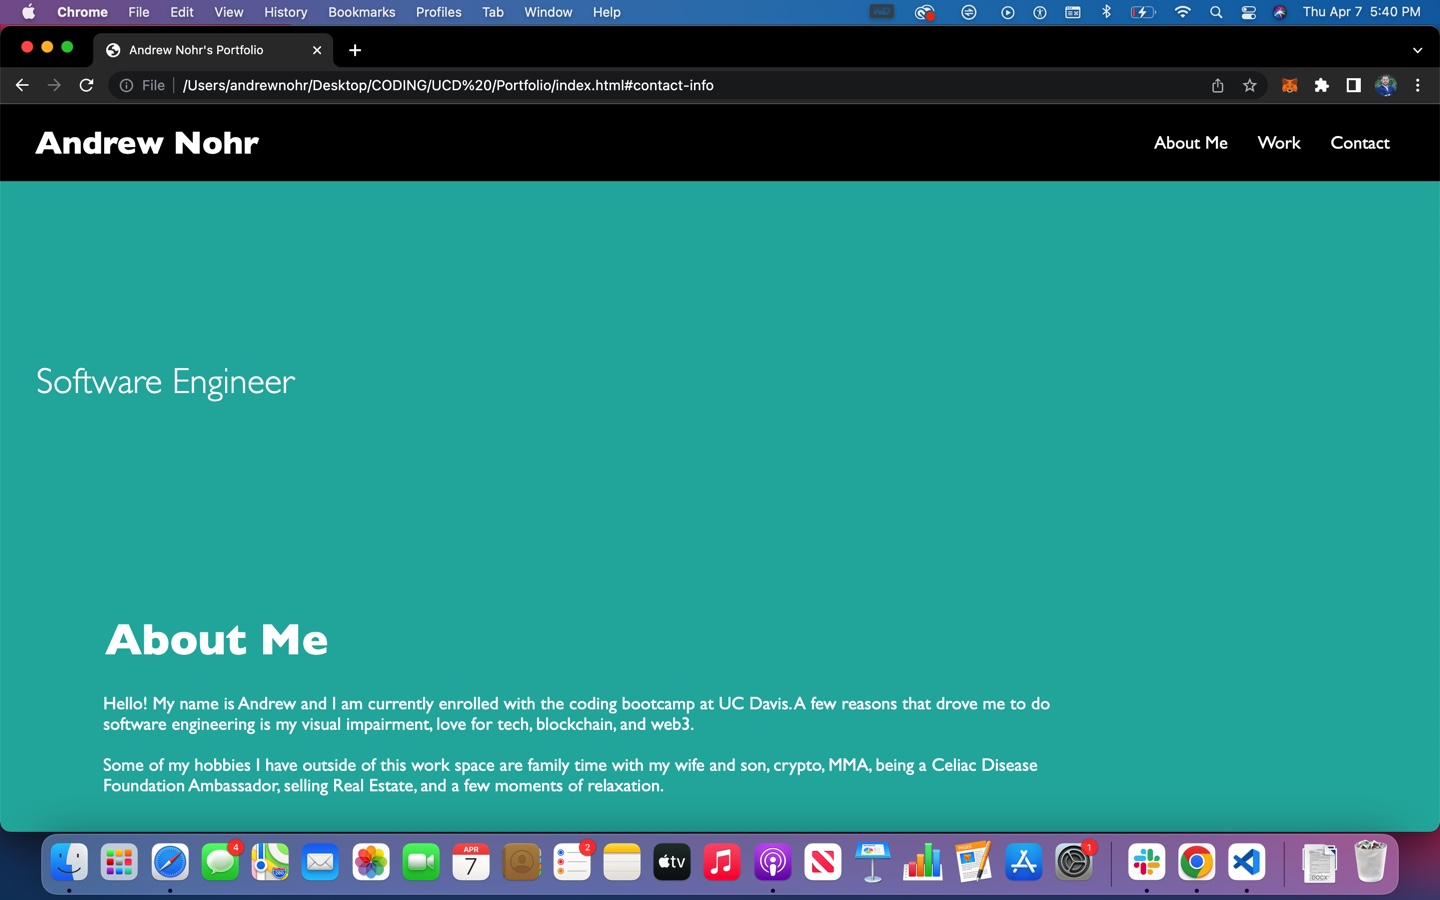 Chrome File Edit View History Bookmarks Profiles Tab Window Help Thu Apr 7 5:40 PM
Andrew Nohr's Portfolio
File /Users/andrewnohr/Desktop/CODING/UCD%20/Portfolio/index.html#contact-info
Andrew Nohr About Me Work Contact
Software Engineer
About Me
Hello! My name is Andrew and I am currently enrolled with the coding bootcamp at UC Davis. A few reasons that drove me to do
software engineering is my visual impairment, love for tech, blockchain, and web3.
Some of my hobbies I have outside of this work space are family time with my wife and son, crypto, MMA, being a Celiac Disease
Foundation Ambassador, selling Real Estate, and a few moments of relaxation.
4 APR 7 2 tv 1 DOCX